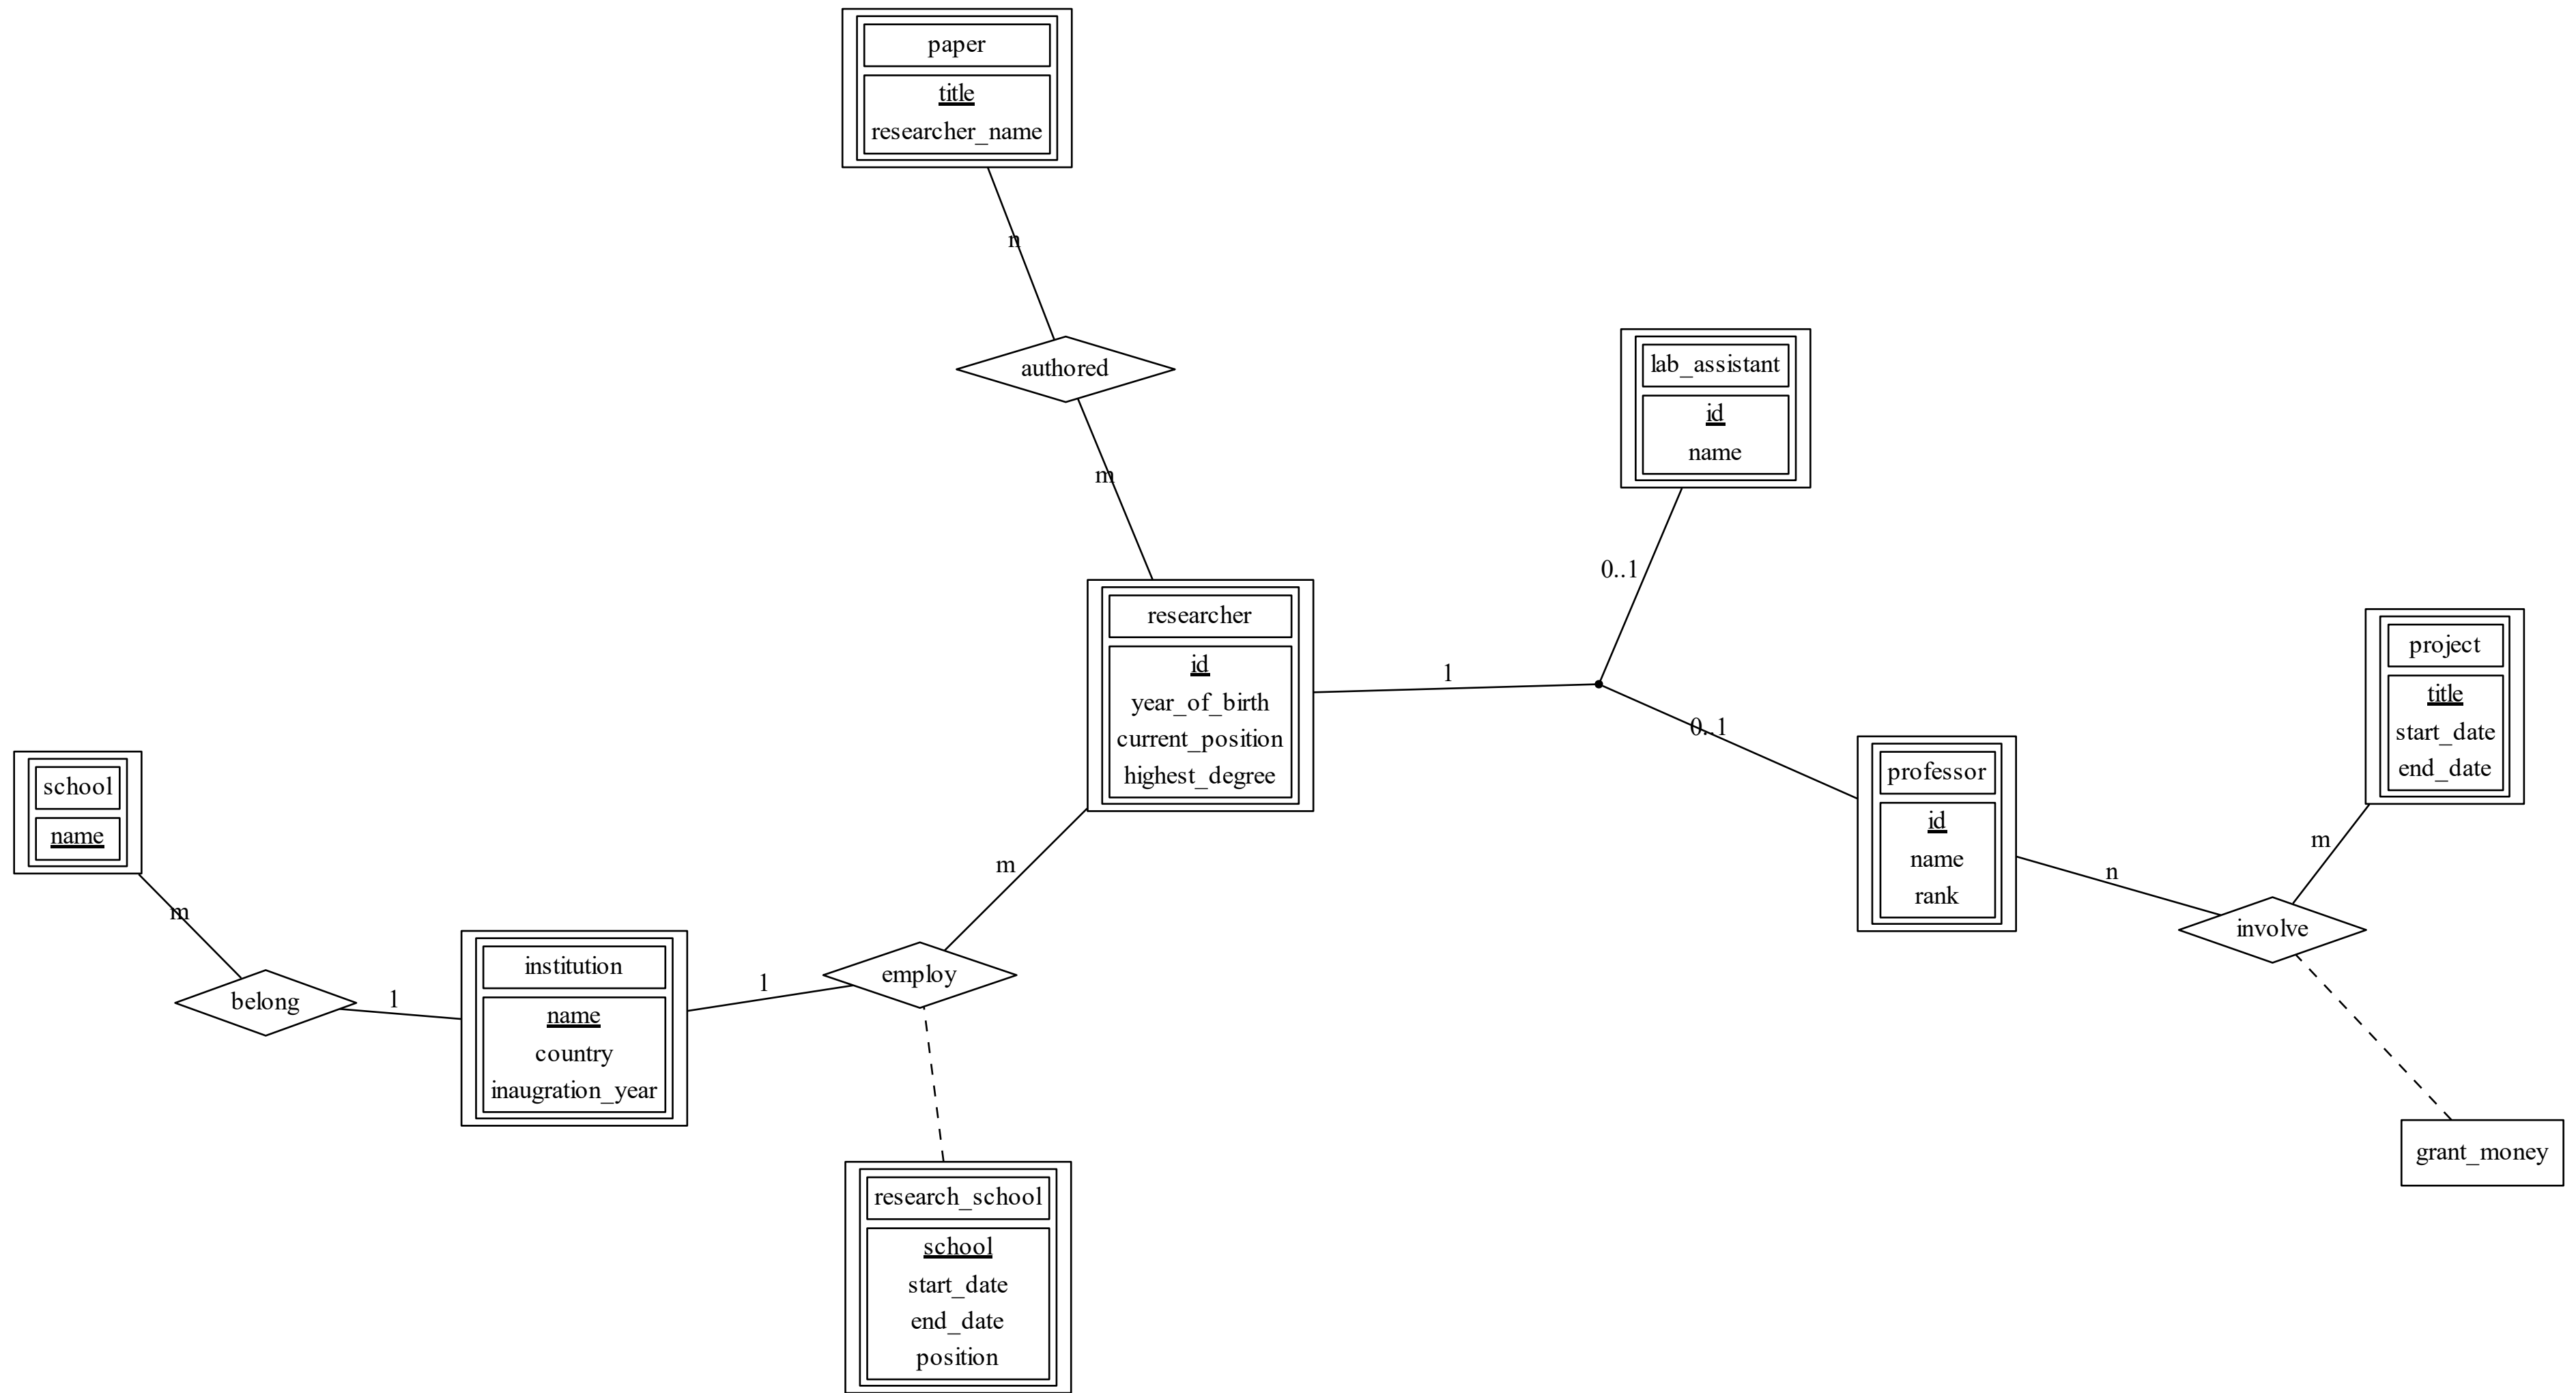 paper
title
researcher_name
n
authored
m
lab_assistant
id
name
0..1
researcher
id
year_of_birth
current_position
highest_degree
1
0..1
project
title
start_date
end_date
professor
id
name
rank
m
n
involve
grant_money
school
name
m
belong
1
institution
name
country
inaugration_year
1
m
employ
research_school
school
start_date
end_date
position